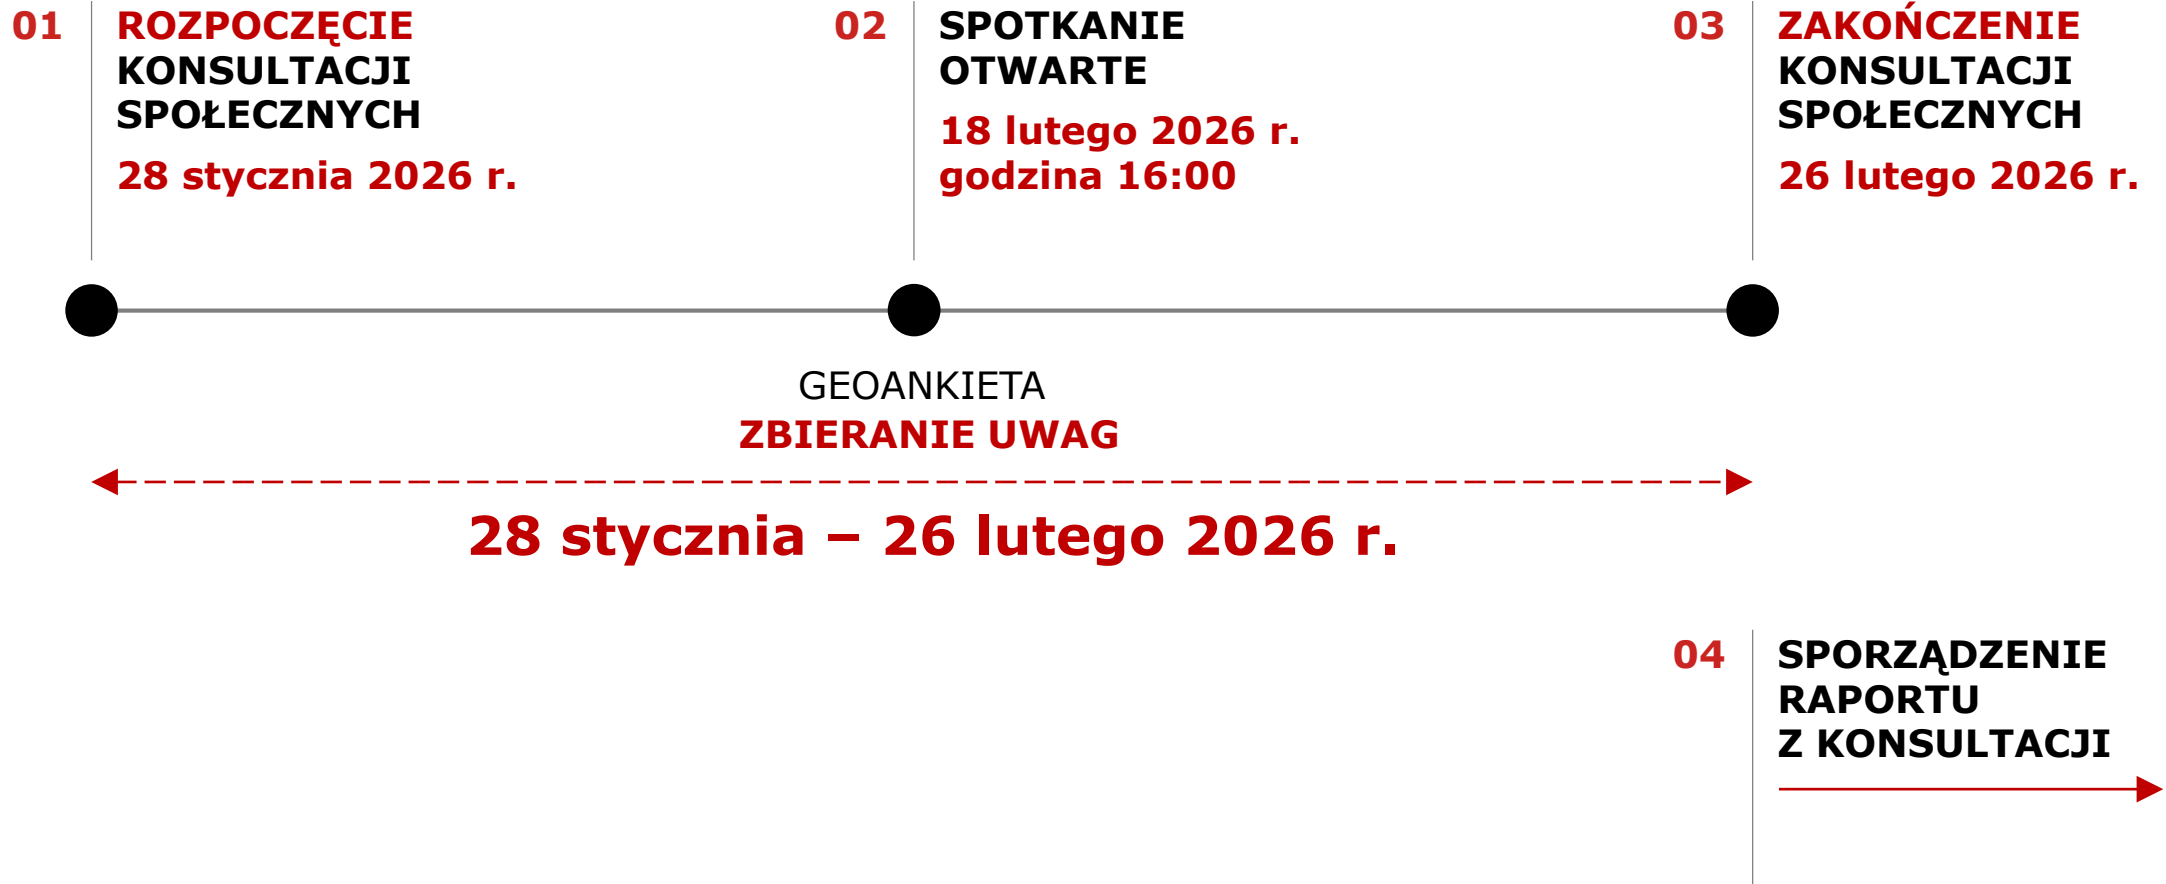 01
ROZPOCZĘCIE
KONSULTACJI
SPOŁECZNYCH
28 stycznia 2026 r.
02
SPOTKANIE
OTWARTE
18 lutego 2026 r.
godzina 16:00
03
ZAKOŃCZENIE
KONSULTACJI
SPOŁECZNYCH
26 lutego 2026 r.
GEOANKIETA
ZBIERANIE UWAG
28 stycznia – 26 lutego 2026 r.
04
SPORZĄDZENIE
RAPORTU
Z KONSULTACJI